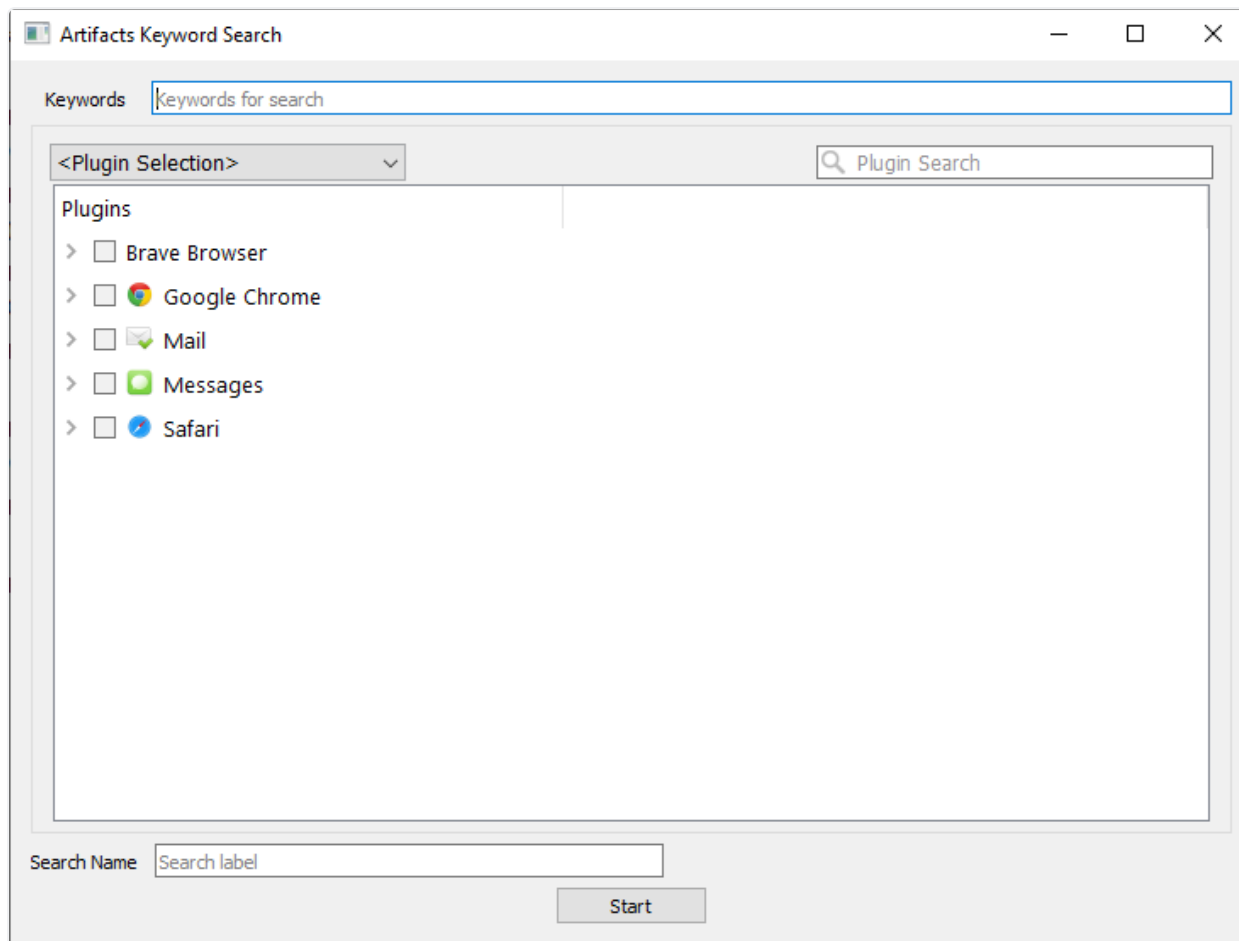 Artifacts Keyword Search
Keywords Keywords for search
<Plugin Selection> Plugin Search
Plugins
Brave Browser
Google Chrome
Mail
Messages
Safari
Search Name Search label
Start